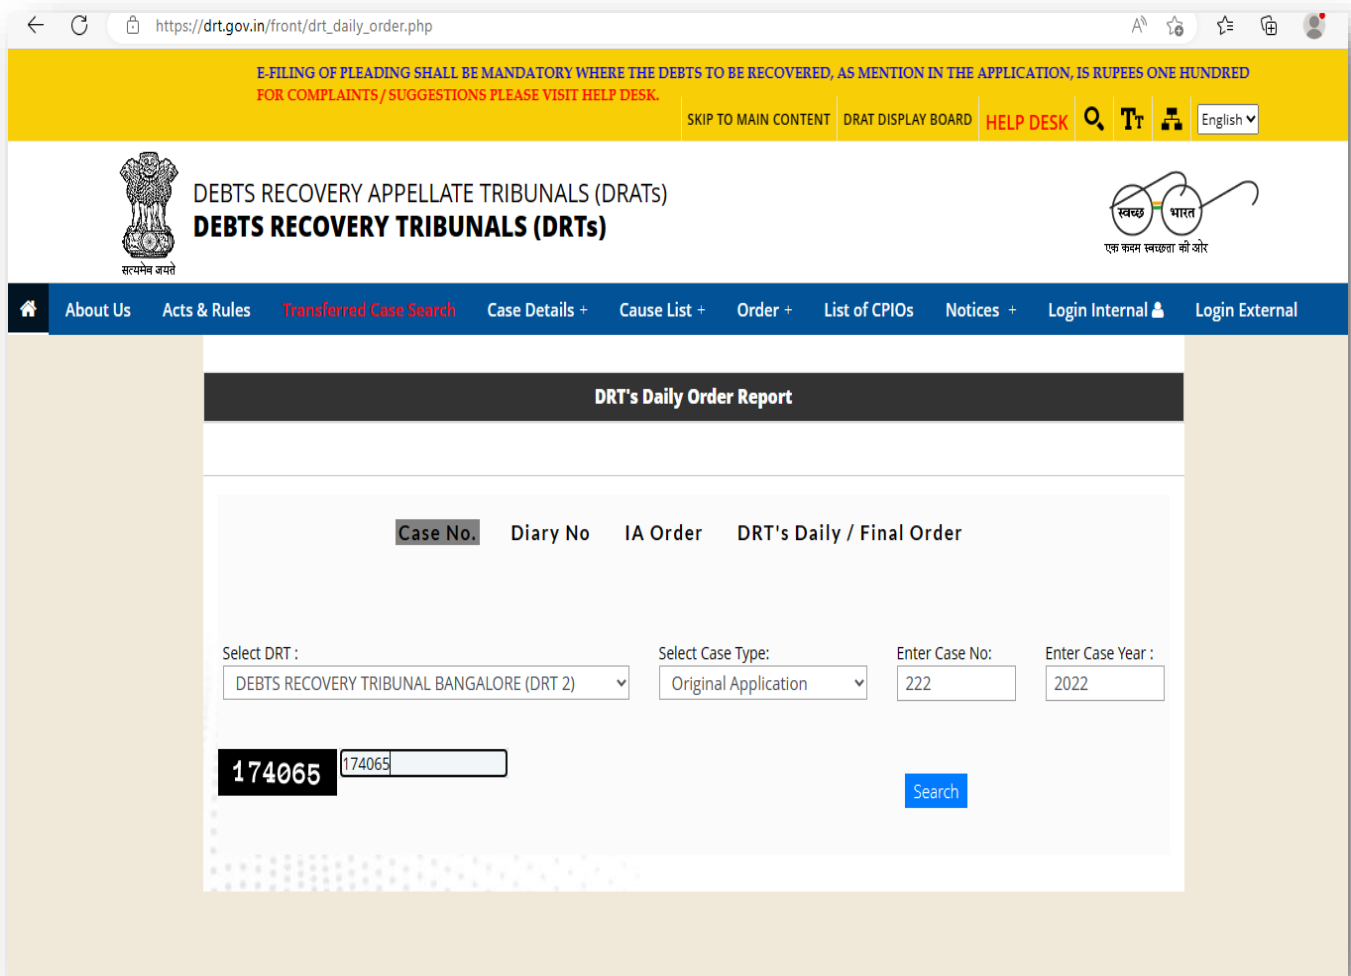 https://drt.gov.in/front/drt_daily_order.php
E-FILING OF PLEADING SHALL BE MANDATORY WHERE THE DEBTS TO BE RECOVERED, AS MENTION IN THE APPLICATION, IS RUPEES ONE HUNDRED
FOR COMPLAINTS / SUGGESTIONS PLEASE VISIT HELP DESK.
SKIP TO MAIN CONTENT DRAT DISPLAY BOARD HELP DESK TT English
DEBTS RECOVERY APPELLATE TRIBUNALS (DRATs)
DEBTS RECOVERY TRIBUNALS (DRTs)
सत्यमेव जयते
स्वच्छ भारत
एक कदम स्वच्छता की ओर
About Us Acts & Rules Transferred Case Search Case Details + Cause List + Order + List of CPIOs Notices + Login Internal Login External
DRT's Daily Order Report
Case No. Diary No IA Order DRT's Daily / Final Order
Select DRT : Select Case Type: Enter Case No: Enter Case Year :
DEBTS RECOVERY TRIBUNAL BANGALORE (DRT 2) Original Application 222 2022
174065 174065
Search